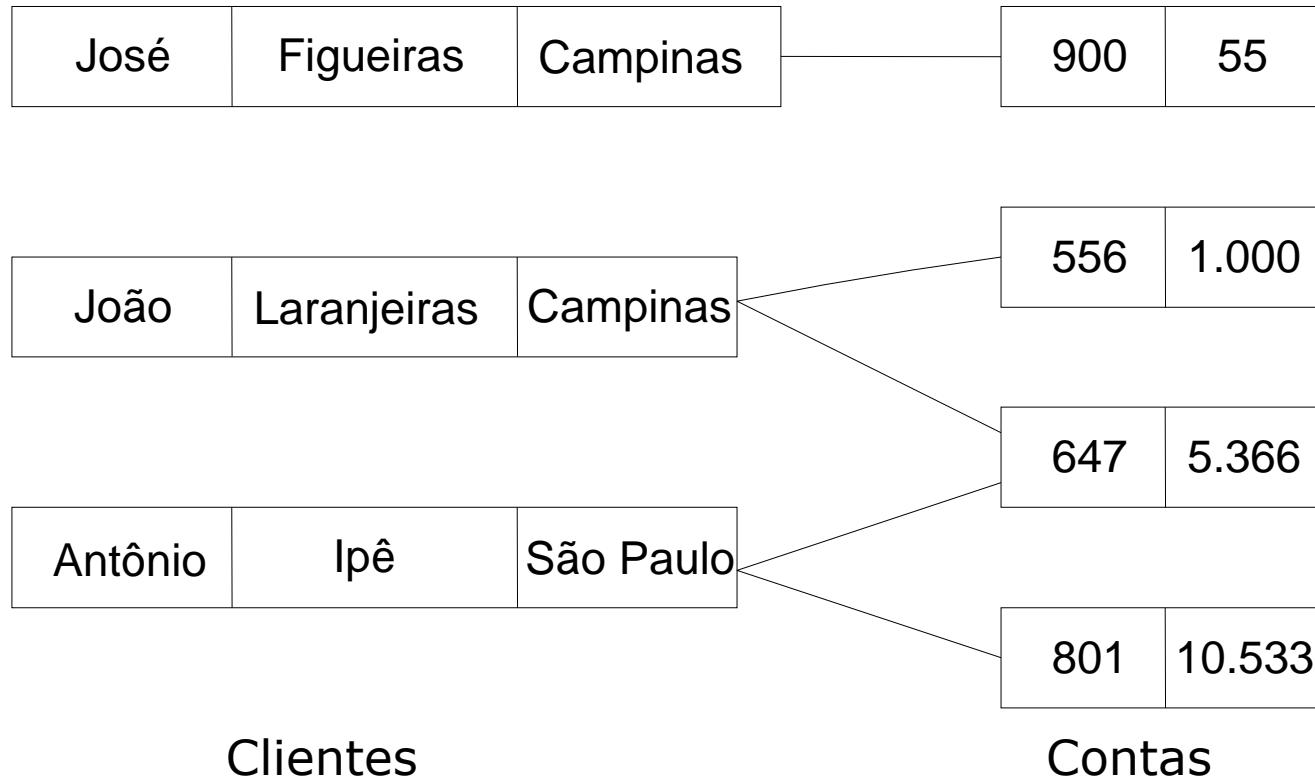 José Figueiras Campinas 900 55
556 1.000
João Laranjeiras Campinas
647 5.366
Antônio Ipê São Paulo
801 10.533
Clientes Contas